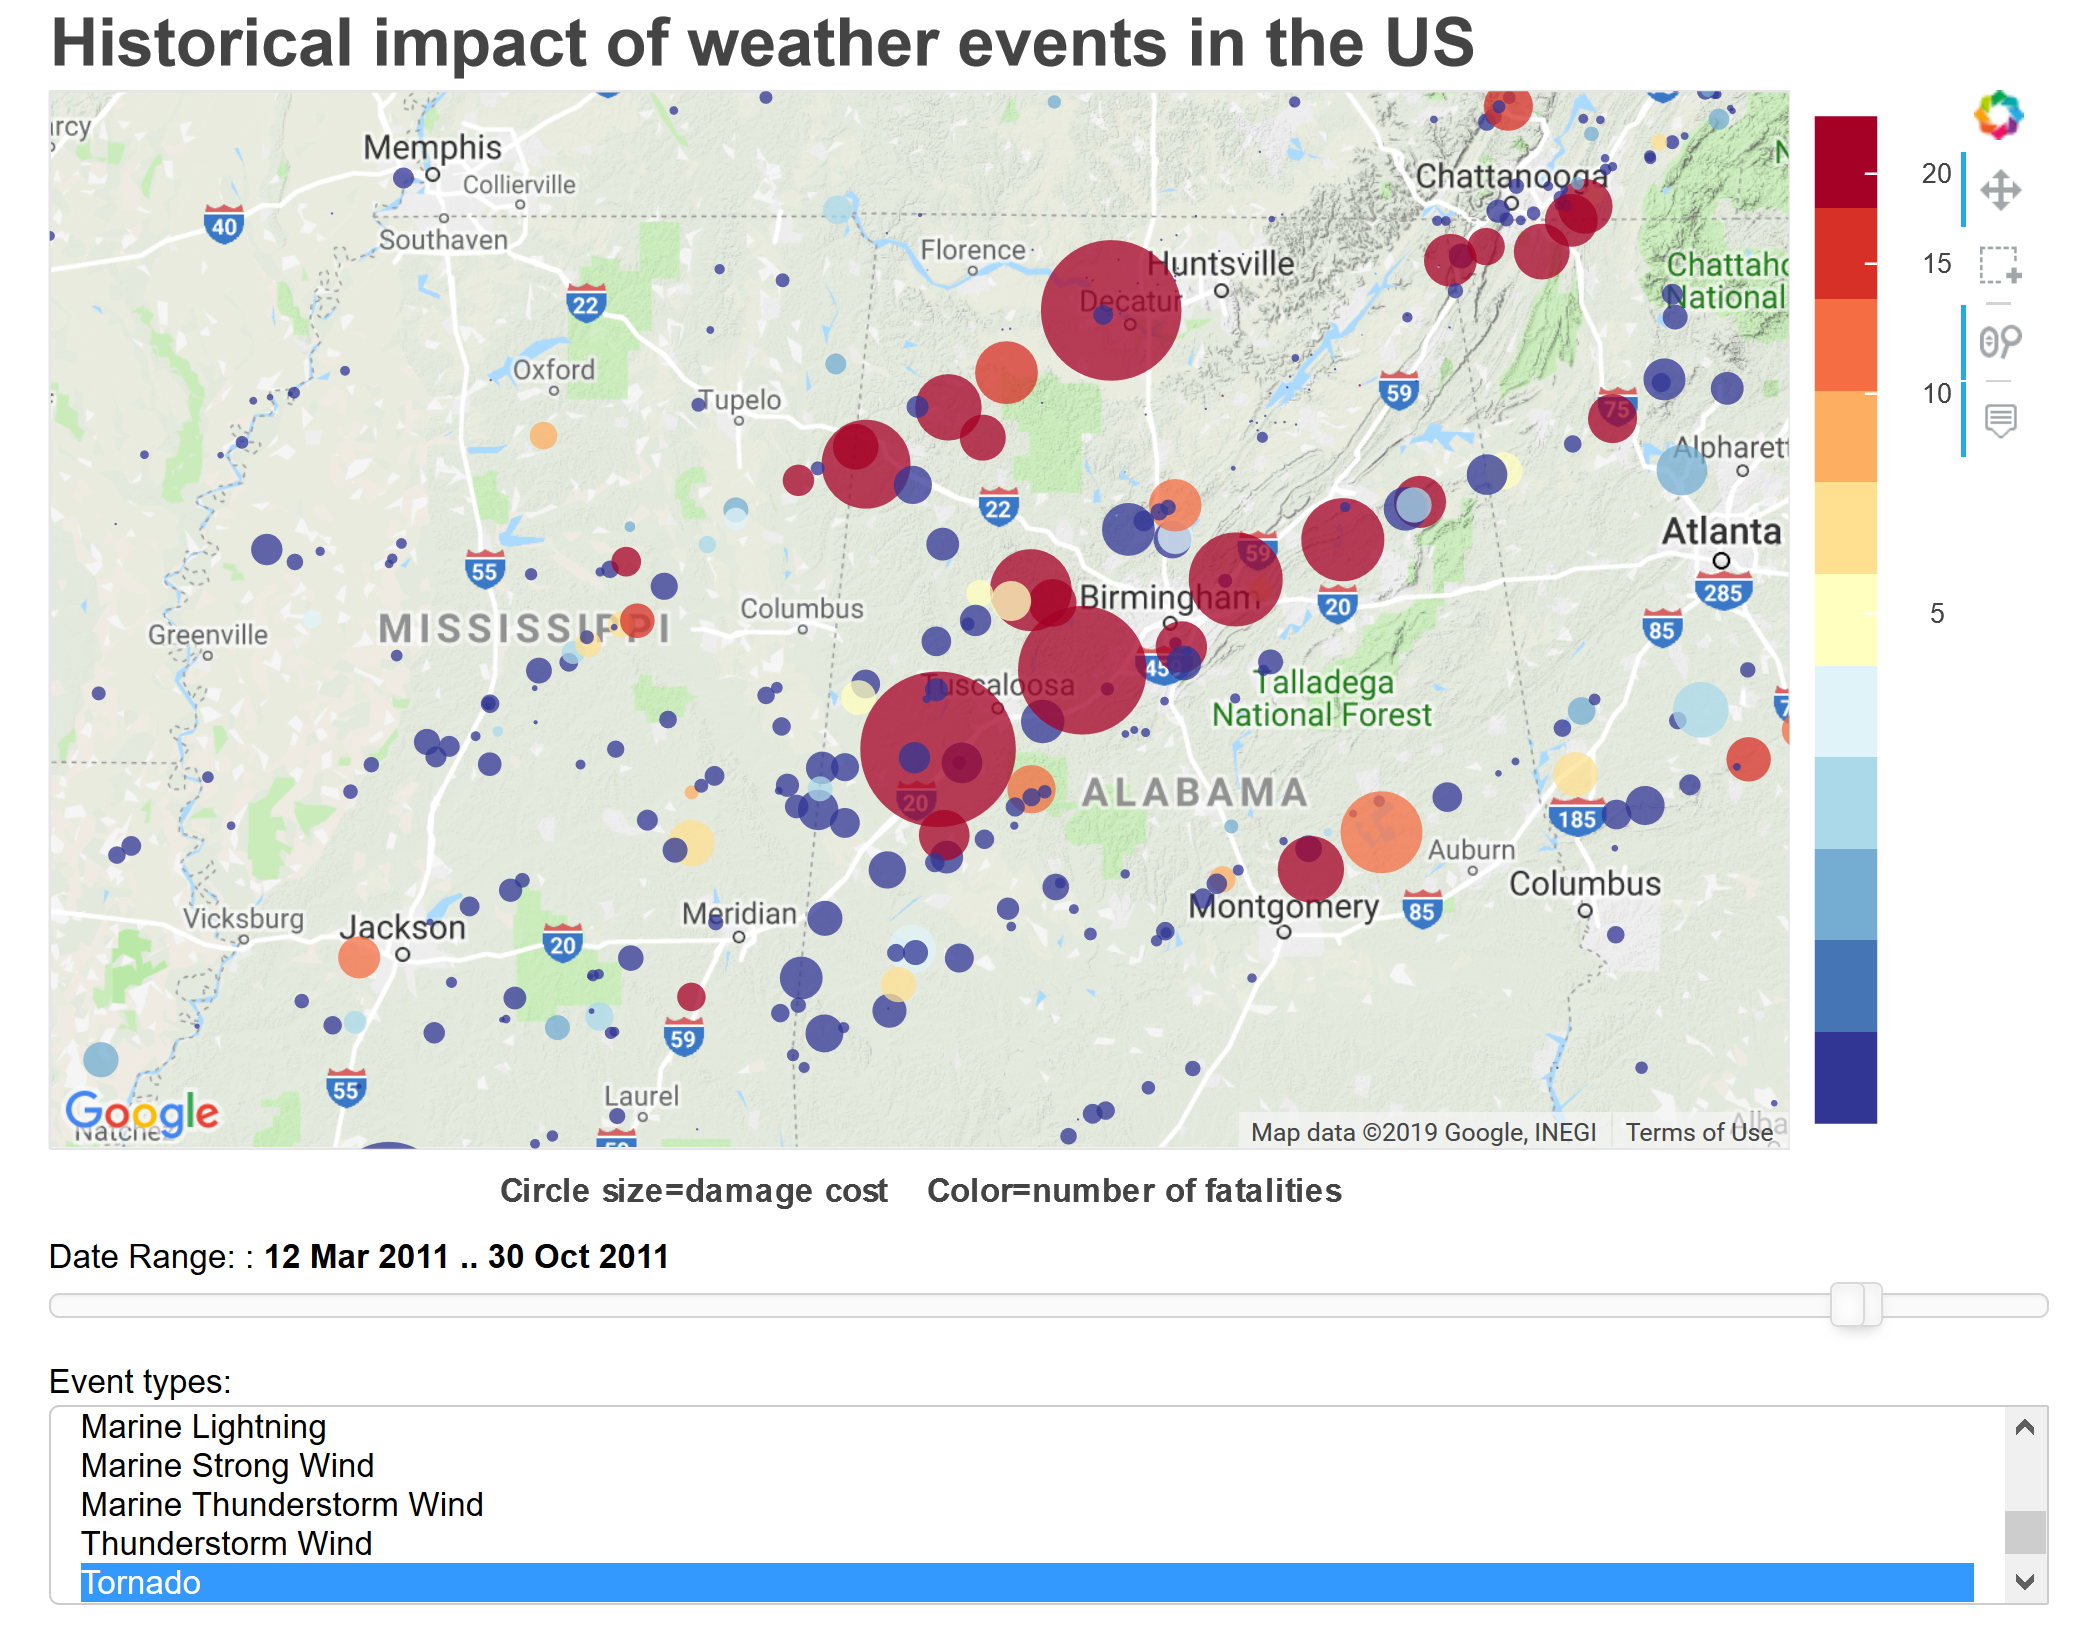 Historical impact of weather events in the US
Memphis
Collierville
Southaven
40
22
Florence
Huntsville
Decatur
Chattanooga
20
15
10
5
National
Oxford
Tupelo
59
75
22
Atlanta
55
59
20
285
85
Columbus
Birmingham
Greenville
MISSISSIPPI
Tuscaloosa
Talladega
National Forest
20
ALABAMA
185
Auburn
Columbus
Montgomery
85
Vicksburg
Jackson
20
Meridian
59
55
Laurel
Google
Map data ©2019 Google, INEGI
Terms of Use
Circle size=damage cost Color=number of fatalities
Date Range: : 12 Mar 2011 .. 30 Oct 2011
Event types:
Marine Lightning
Marine Strong Wind
Marine Thunderstorm Wind
Thunderstorm Wind
Tornado